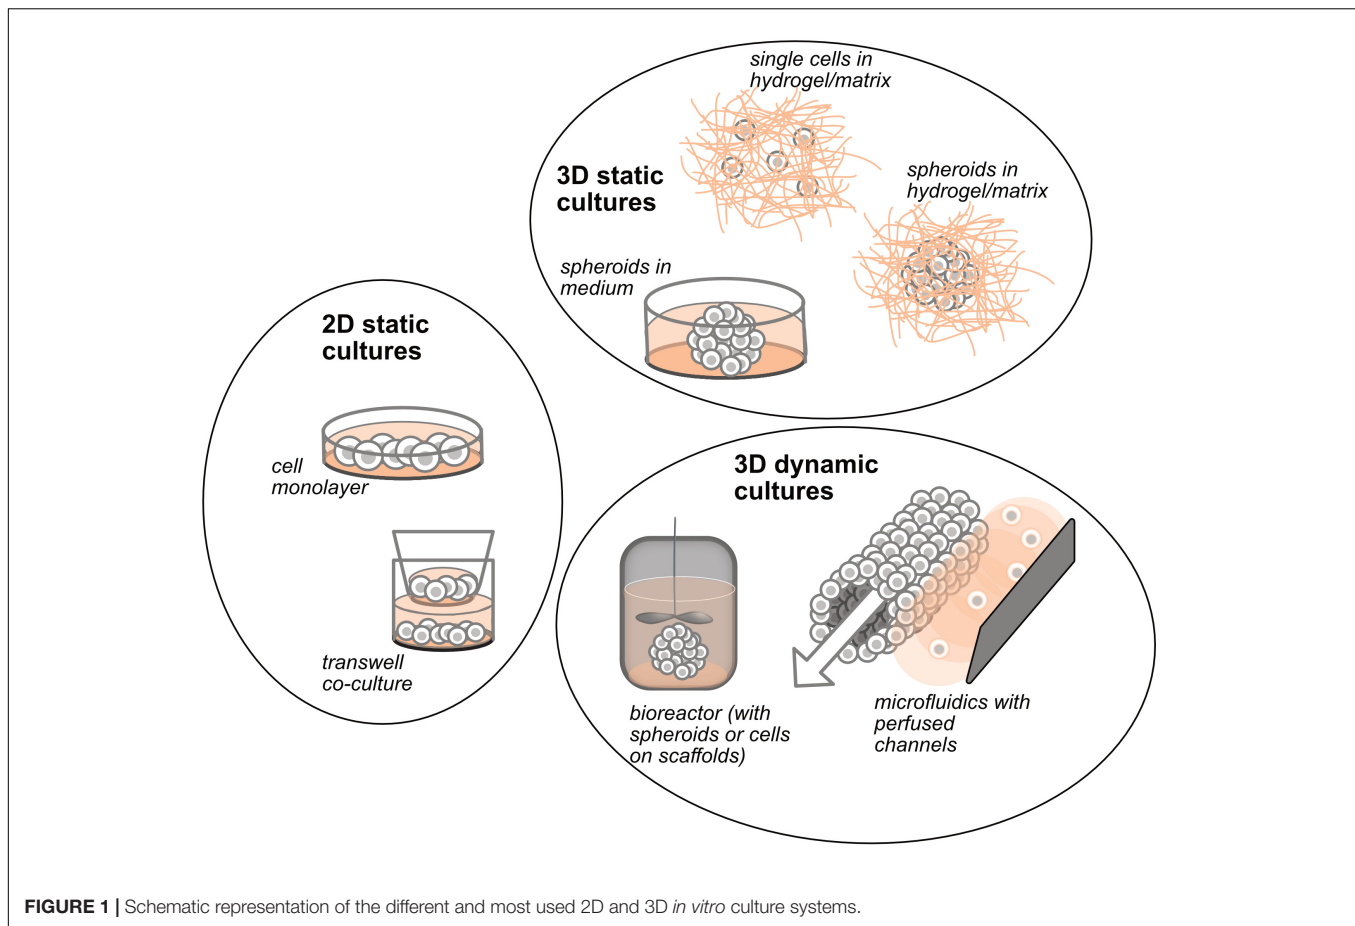 single cells in
hydrogel/matrix
3D static
cultures
spheroids in
hydrogel/matrix
spheroids in
medium
2D static
cultures
cell
monolayer
transwell
co-culture
3D dynamic
cultures
bioreactor (with
spheroids or cells
on scaffolds)
microfluidics with
perfused
channels
FIGURE 1 | Schematic representation of the different and most used 2D and 3D in vitro culture systems.